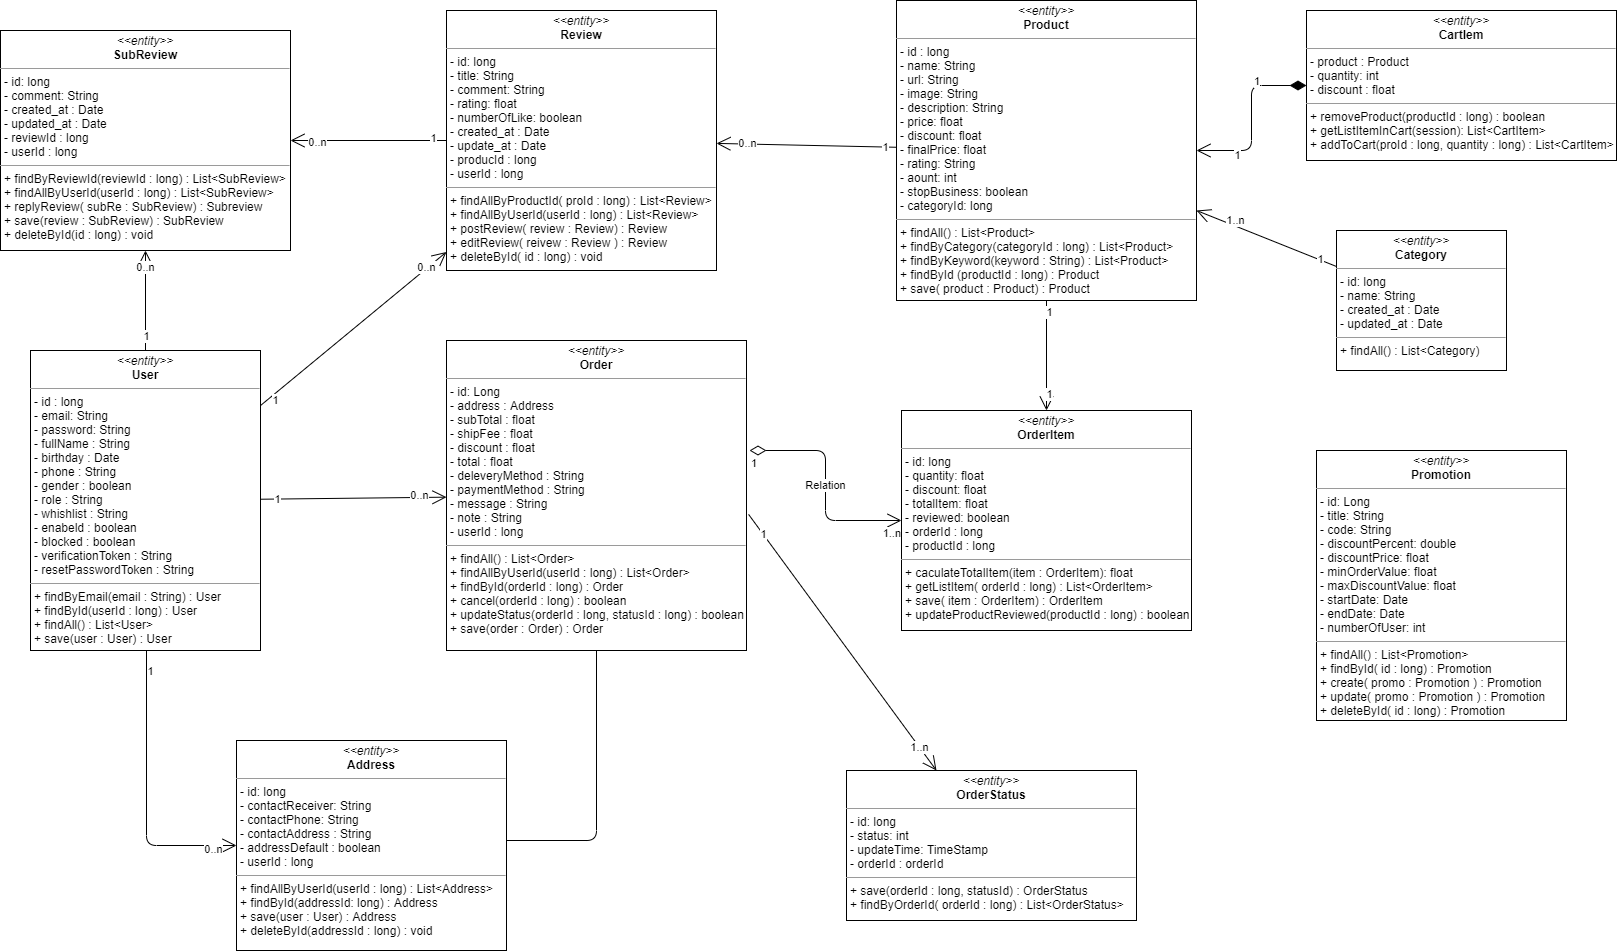 <<entity>>
SubReview
- id: long
- comment: String
- created_at : Date
- updated_at : Date
- reviewId : long
- userId : long
+ findByReviewId(reviewId : long) : List<SubReview>
+ findAllByUserId(userId : long) : List<SubReview>
+ replyReview( subRe : SubReview) : Subreview
+ save(review : SubReview) : SubReview
+ deleteById(id : long) : void
<<entity>>
Review
- id: long
- title: String
- comment: String
- rating: float
- numberOfLike: boolean
- created_at : Date
- update_at : Date
- producId : long
- userId : long
+ findAllByProductId( proId : long) : List<Review>
+ findAllByUserId(userId : long) : List<Review>
+ postReview( review : Review) : Review
+ editReview( reivew : Review ) : Review
+ deleteById( id : long) : void
<<entity>>
Product
- id : long
- name: String
- url: String
- image: String
- description: String
- price: float
- discount: float
- finalPrice: float
- rating: String
- aount: int
- stopBusiness: boolean
- categoryId: long
+ findAll() : List<Product>
+ findByCategory(categoryId : long) : List<Product>
+ findByKeyword(keyword : String) : List<Product>
+ findById (productId : long) : Product
+ save( product : Product) : Product
<<entity>>
CartIem
- product : Product
- quantity: int
- discount : float
+ removeProduct(productId : long) : boolean
+ getListItemInCart(session): List<CartItem>
+ addToCart(proId : long, quantity : long) : List<CartItem>
0..n
1
0..n
1
1
1
1..n
1
<<entity>>
Category
- id: long
- name: String
- created_at : Date
- updated_at : Date
+ findAll() : List<Category)
0..n
1
0..n
1
1
1
<<entity>>
User
- id : long
- email: String
- password: String
- fullName : String
- birthday : Date
- phone : String
- gender : boolean
- role : String
- whishlist : String
- enabeld : boolean
- blocked : boolean
- verificationToken : String
- resetPasswordToken : String
+ findByEmail(email : String) : User
+ findById(userId : long) : User
+ findAll() : List<User>
+ save(user : User) : User
1
0..n
<<entity>>
Order
- id: Long
- address : Address
- subTotal : float
- shipFee : float
- discount : float
- total : float
- deleveryMethod : String
- paymentMethod : String
- message : String
- note : String
- userId : long
+ findAll() : List<Order>
+ findAllByUserId(userId : long) : List<Order>
+ findById(orderId : long) : Order
+ cancel(orderId : long) : boolean
+ updateStatus(orderId : long, statusId : long) : boolean
+ save(order : Order) : Order
1
Relation
1..n
1
1..n
<<entity>>
OrderItem
- id: long
- quantity: float
- discount: float
- totalItem: float
- reviewed: boolean
- orderId : long
- productId : long
+ caculateTotalItem(item : OrderItem): float
+ getListItem( orderId : long) : List<OrderItem>
+ save( item : OrderItem) : OrderItem
+ updateProductReviewed(productId : long) : boolean
<<entity>>
Promotion
- id: Long
- title: String
- code: String
- discountPercent: double
- discountPrice: float
- minOrderValue: float
- maxDiscountValue: float
- startDate: Date
- endDate: Date
- numberOfUser: int
+ findAll() : List<Promotion>
+ findById( id : long) : Promotion
+ create( promo : Promotion ) : Promotion
+ update( promo : Promotion ) : Promotion
+ deleteById( id : long) : Promotion
1
0..n
<<entity>>
Address
- id: long
- contactReceiver: String
- contactPhone: String
- contactAddress : String
- addressDefault : boolean
- userId : long
+ findAllByUserId(userId : long) : List<Address>
+ findById(addressId: long) : Address
+ save(user : User) : Address
+ deleteById(addressId : long) : void
<<entity>>
OrderStatus
- id: long
- status: int
- updateTime: TimeStamp
- orderId : orderId
+ save(orderId : long, statusId) : OrderStatus
+ findByOrderId( orderId : long) : List<OrderStatus>